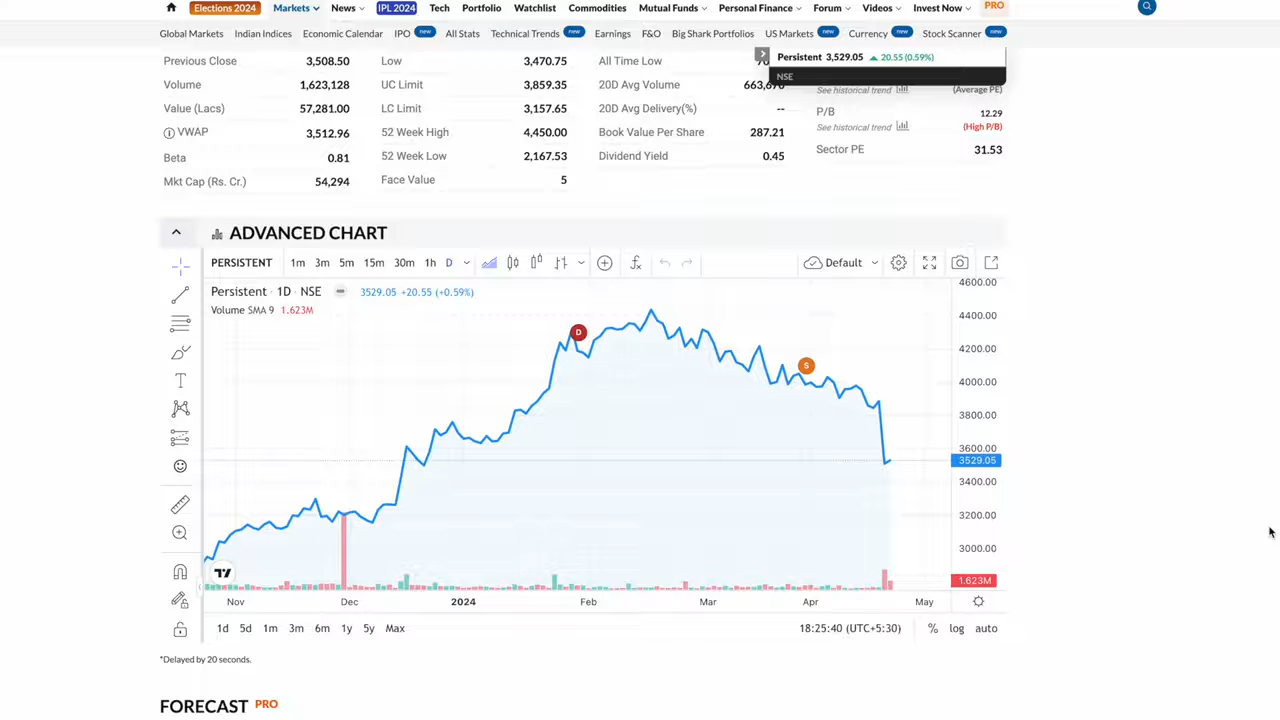 Elections 2024 Markets News IPL 2024 Tech Portfolio Watchlist Commodities Mutual Funds Personal Finance Forum Videos Invest Now PRO
Global Markets Indian Indices Economic Calendar IPO new All Stats Technical Trends new Earnings F&O Big Shark Portfolios US Markets new Currency new Stock Scanner new
Persistent 3,529.05 20.55 (0.59%)
NSE
Previous Close 3,508.50 Low 3,470.75 All Time Low
Volume 1,623,128 UC Limit 3,859.35 20D Avg Volume See historical trend (Average PE)
Value (Lacs) 57,281.00 LC Limit 3,157.65 20D Avg Delivery(%) -- P/B 12.29
See historical trend (High P/B)
VWAP 3,512.96 52 Week High 4,450.00 Book Value Per Share 287.21
Beta 0.81 52 Week Low 2,167.53 Dividend Yield 0.45 Sector PE 31.53
Mkt Cap (Rs. Cr.) 54,294 Face Value 5
ADVANCED CHART
PERSISTENT 1m 3m 5m 15m 30m 1h D Default
Persistent · 1D · NSE 3529.05 +20.55 (+0.59%)
Volume SMA 9 1.623M
4600.00
4400.00
D
4200.00
S
4000.00
3800.00
3600.00
3529.05
3400.00
3200.00
3000.00
1.623M
Nov Dec 2024 Feb Mar Apr May
1d 5d 1m 3m 6m 1y 5y Max 18:25:40 (UTC+5:30) % log auto
*Delayed by 20 seconds.
FORECAST PRO